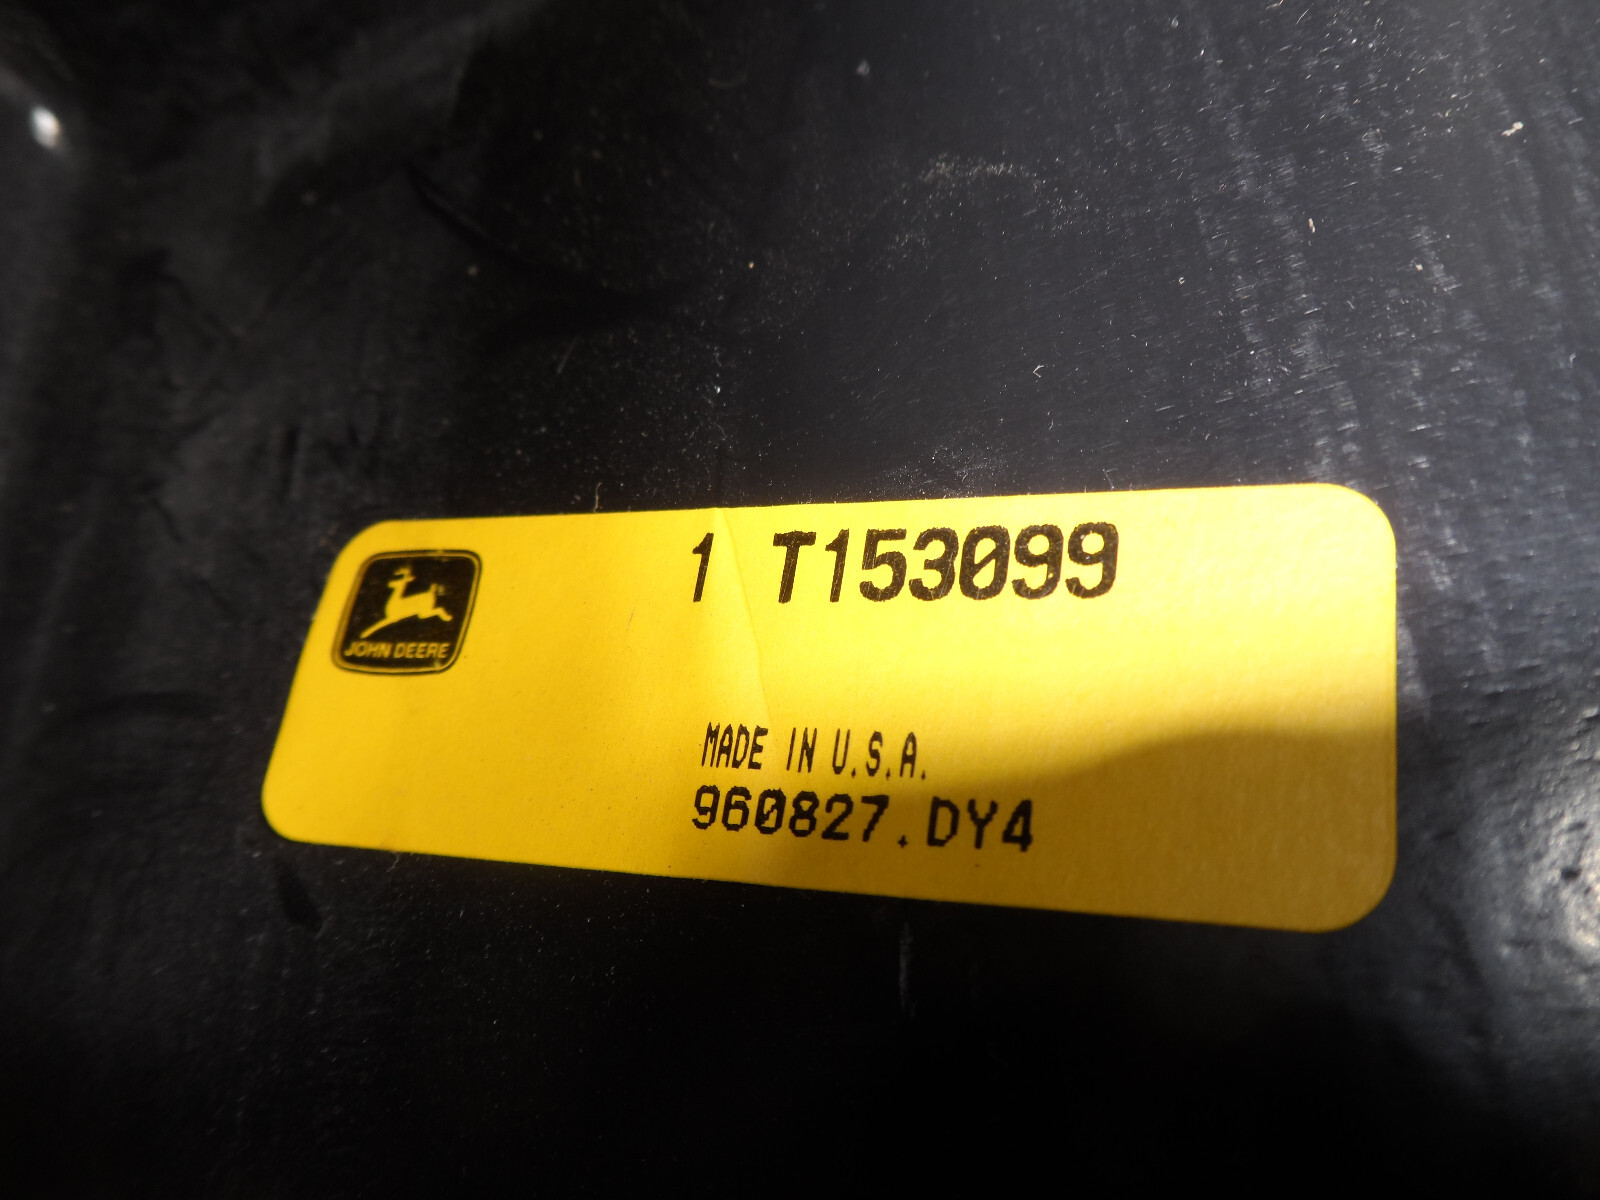 1 T153099
JOHN DEERE
MADE IN U.S.A.
960827.DY4